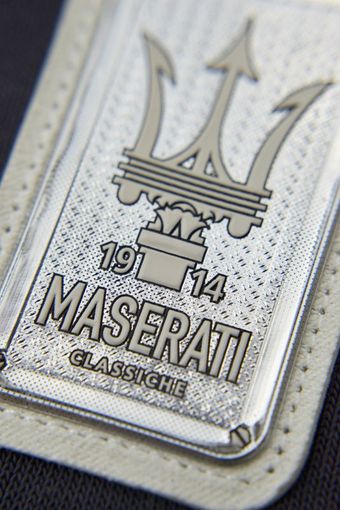 19 14
MASERATI
CLASSICHE